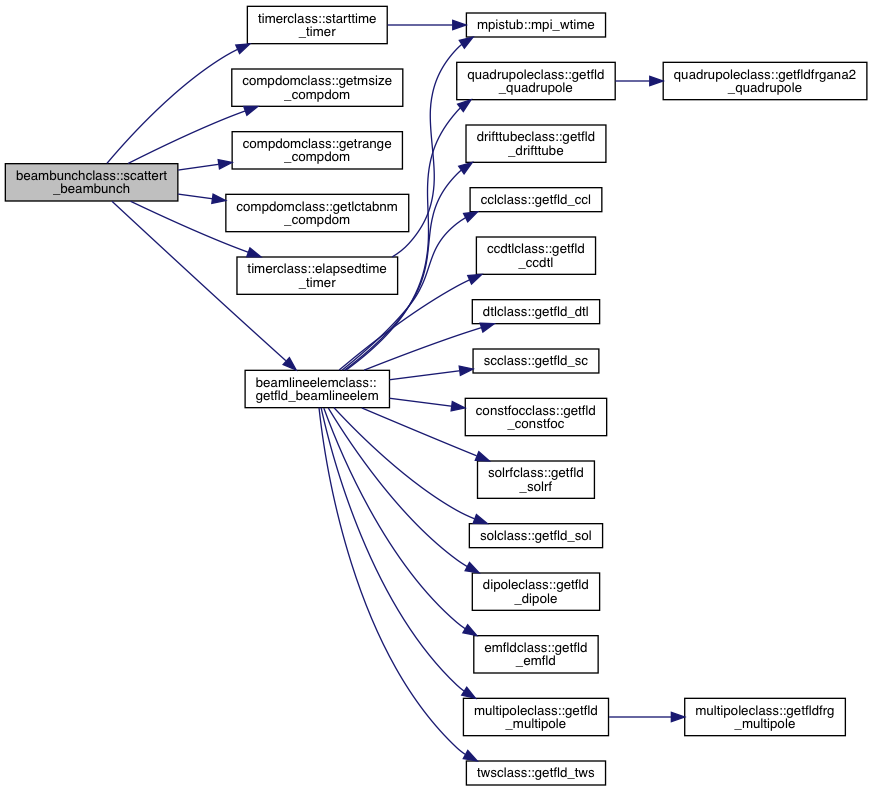 beambunchclass::scattert
_beambunch
timerclass::starttime
_timer
compdomclass::getmsize
_compdom
compdomclass::getrange
_compdom
compdomclass::getlctabnm
_compdom
timerclass::elapsedtime
_timer
beamlineelemclass::
getfld_beamlineelem
mpistub::mpi_wtime
quadrupoleclass::getfld
_quadrupole
drifttubeclass::getfld
_drifttube
cclclass::getfld_ccl
ccdtlclass::getfld
_ccdtl
dtlclass::getfld_dtl
scclass::getfld_sc
constfocclass::getfld
_constfoc
solrfclass::getfld
_solrf
solclass::getfld_sol
dipoleclass::getfld
_dipole
emfldclass::getfld
_emfld
multipoleclass::getfld
_multipole
twsclass::getfld_tws
quadrupoleclass::getfldfrgana2
_quadrupole
multipoleclass::getfldfrg
_multipole